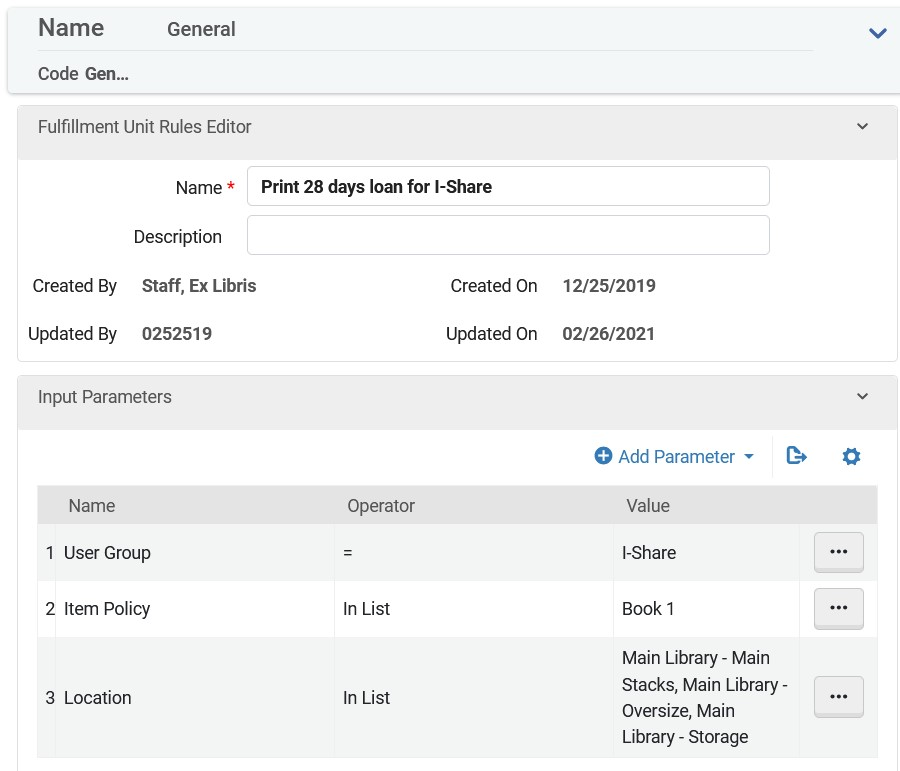 Name General
Code Gen...
Fulfillment Unit Rules Editor
Name * Print 28 days loan for I-Share
Description
Created By Staff, Ex Libris Created On 12/25/2019
Updated By 0252519 Updated On 02/26/2021
Input Parameters
Add Parameter
Name Operator Value
1 User Group = I-Share
2 Item Policy In List Book 1
3 Location In List Main Library - Main
Stacks, Main Library -
Oversize, Main
Library - Storage